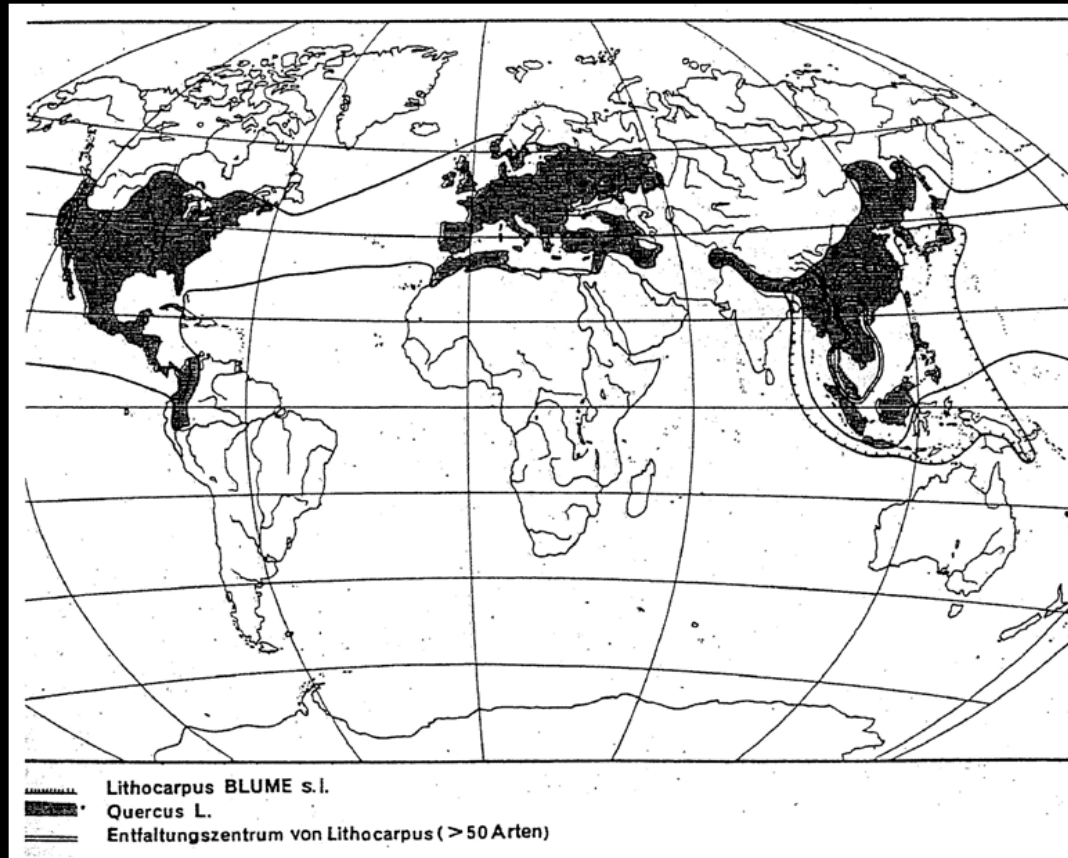 Lithocarpus BLUME s.l.
Quercus L.
Entfaltungszentrum von Lithocarpus (> 50 Arten)